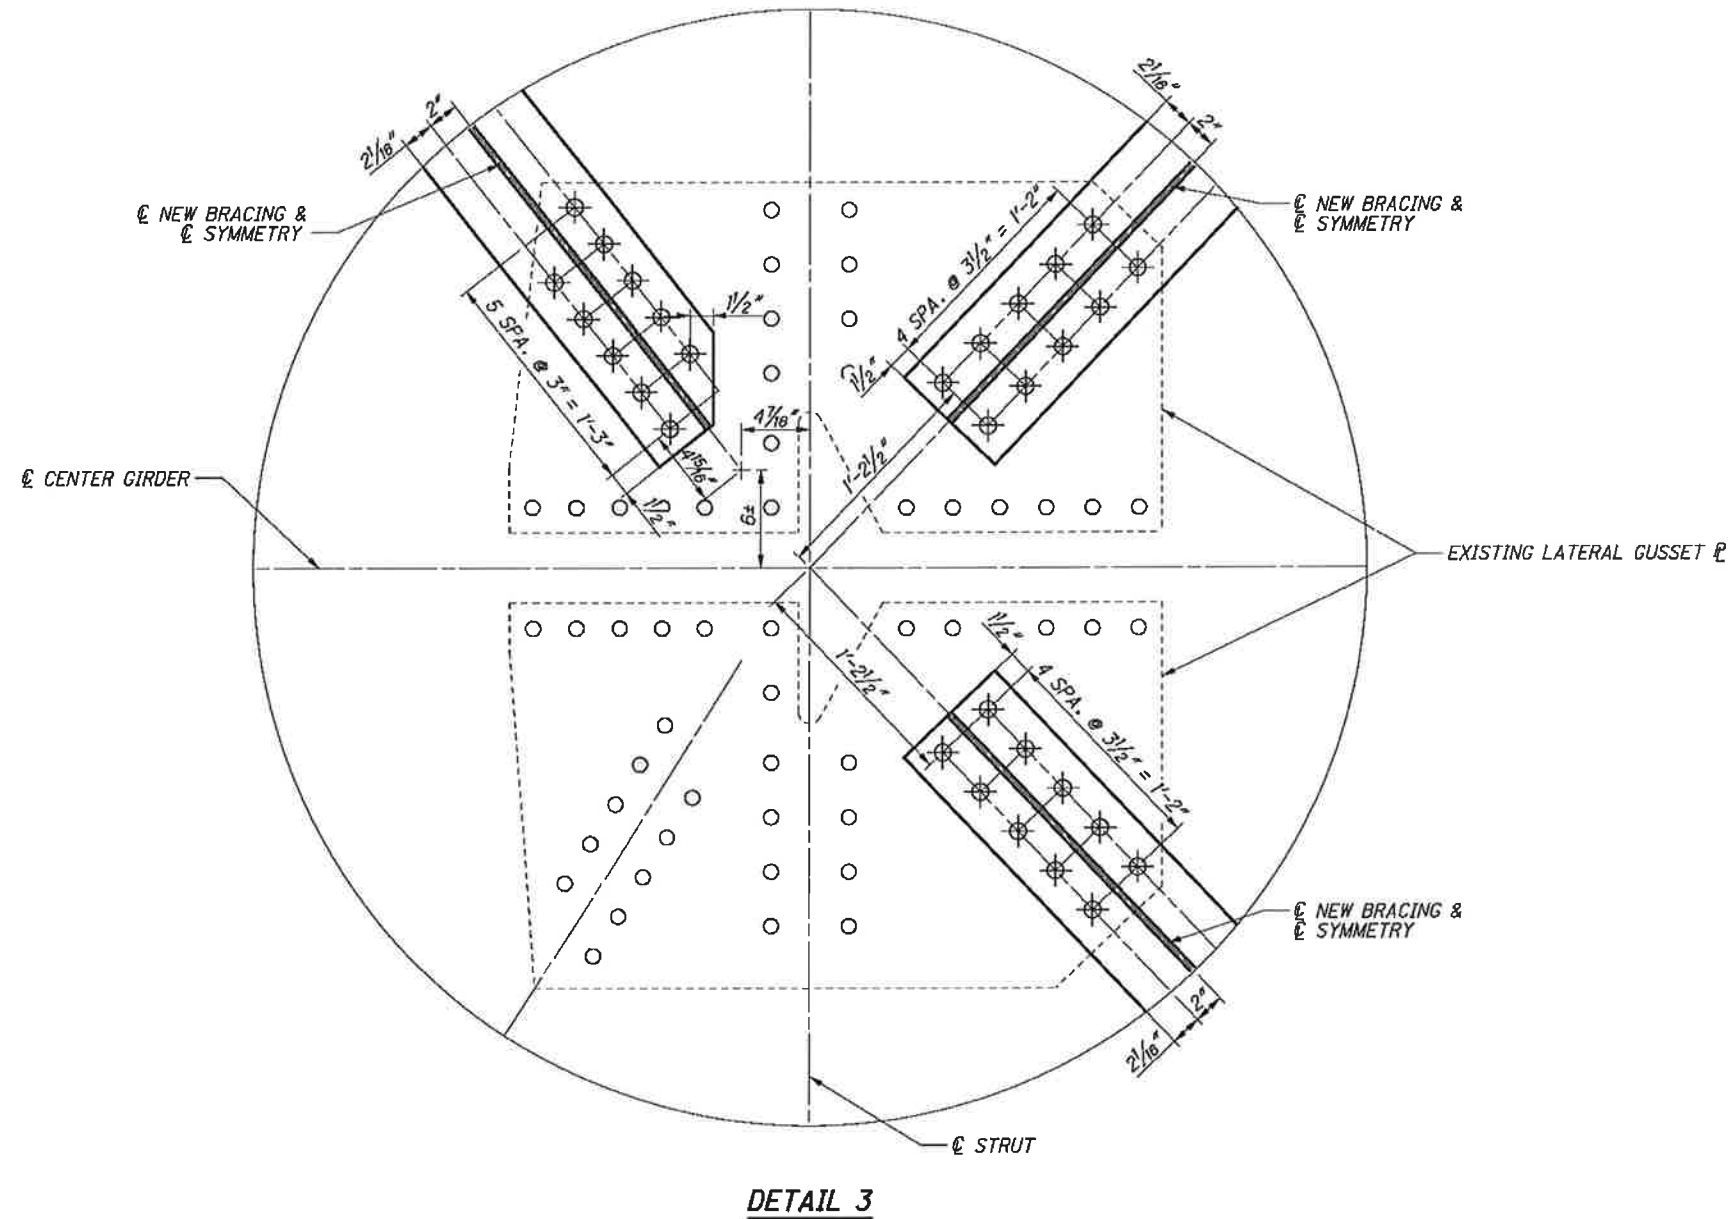 2 1/16"
2"
℄ NEW BRACING &
℄ SYMMETRY
5 SPA. @ 3" = 1'-3"
1 1/2"
4 7/16"
4 15/16"
1 1/2"
6±
2 1/16"
2"
4 SPA. @ 3 1/2" = 1'-2"
1 1/2"
1'-2 1/2"
℄ NEW BRACING &
℄ SYMMETRY
℄ CENTER GIRDER
EXISTING LATERAL GUSSET ℙL
1'-2 1/2"
1 1/2"
4 SPA. @ 3 1/2" = 1'-2"
℄ NEW BRACING &
℄ SYMMETRY
2"
2 1/16"
℄ STRUT
DETAIL 3